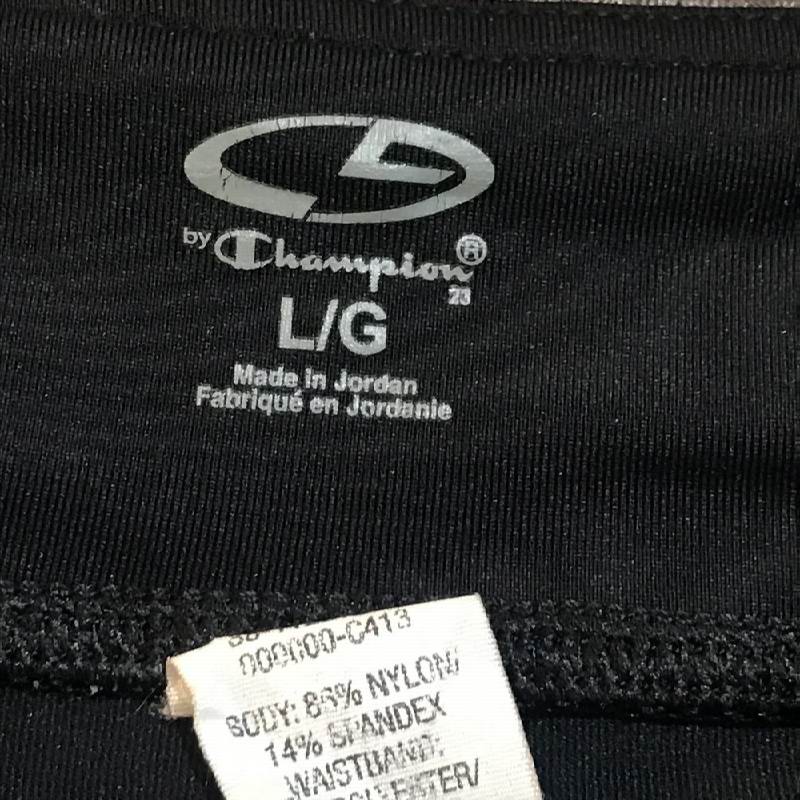 by Champion ®
23
L/G
Made in Jordan
Fabriqué en Jordanie
000000-C413
BODY: 86% NYLON/
14% SPANDEX
WAISTBAND: